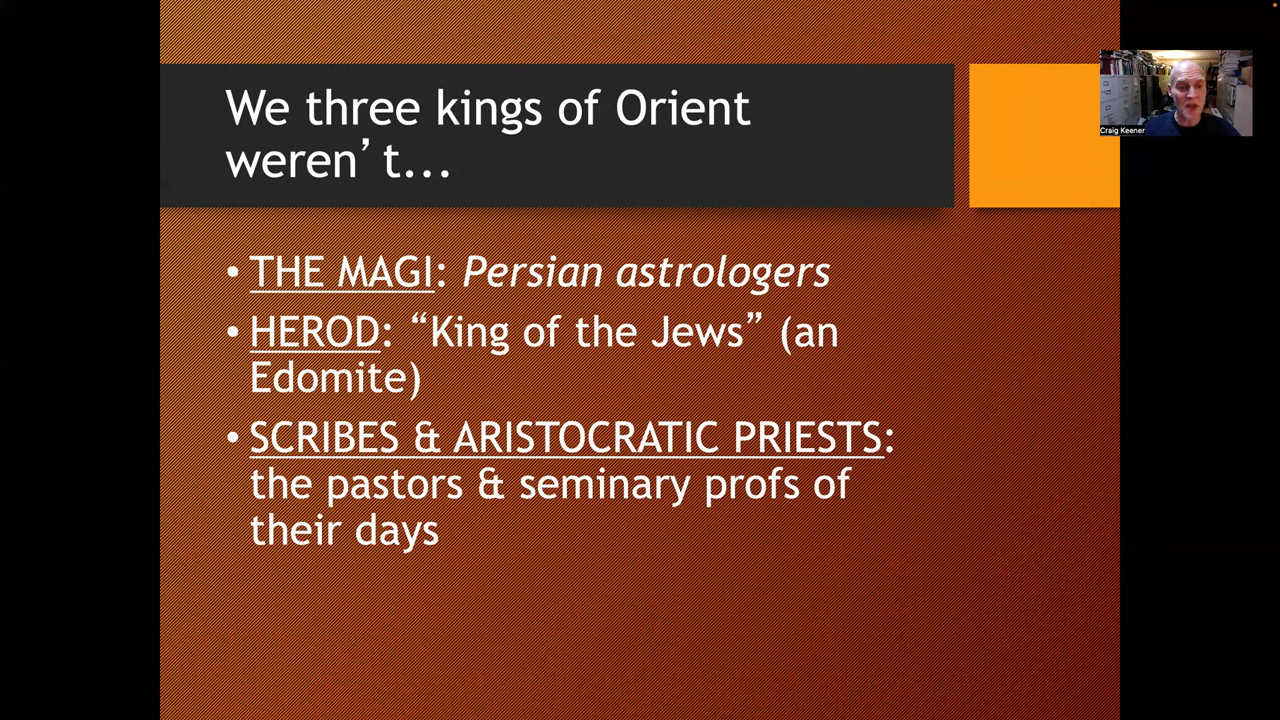 We three kings of Orient
weren’t...
• THE MAGI: Persian astrologers
• HEROD: “King of the Jews” (an
Edomite)
• SCRIBES & ARISTOCRATIC PRIESTS:
the pastors & seminary profs of
their days
Craig Keener